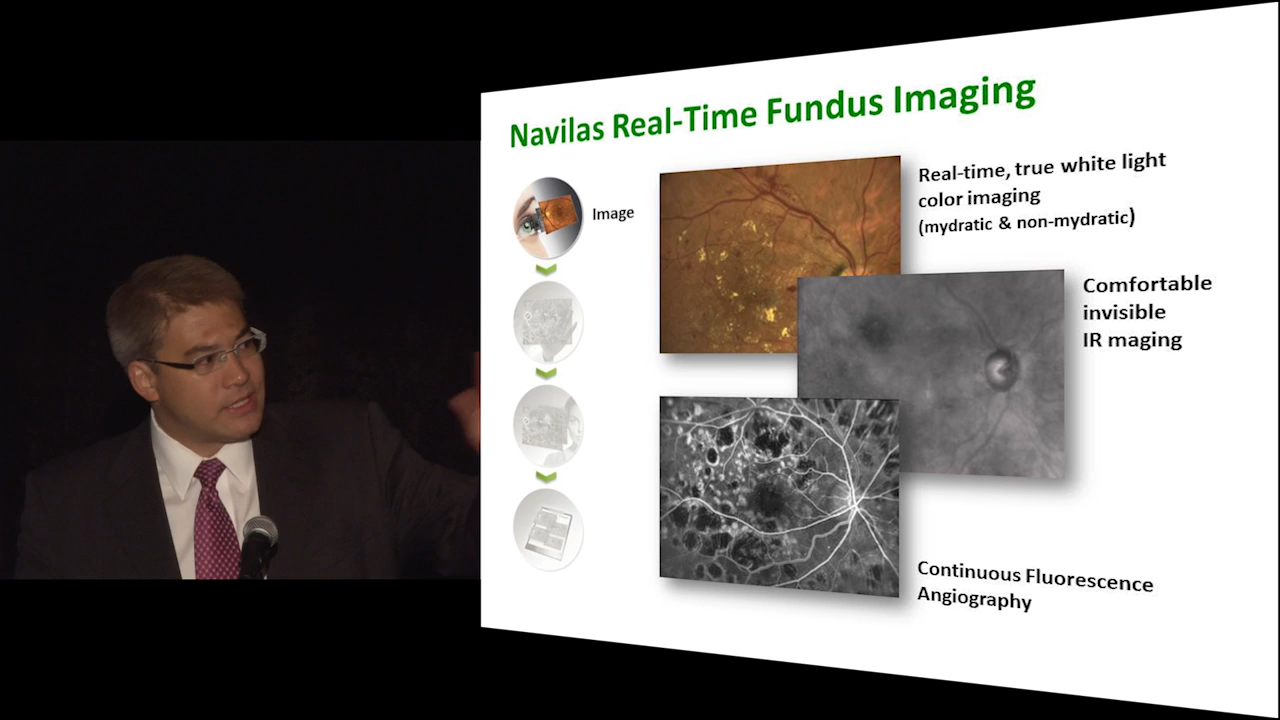 Navilas Real-Time Fundus Imaging
Image
Real-time, true white light
color imaging
(mydratic & non-mydratic)
Comfortable
invisible
IR maging
Continuous Fluorescence
Angiography